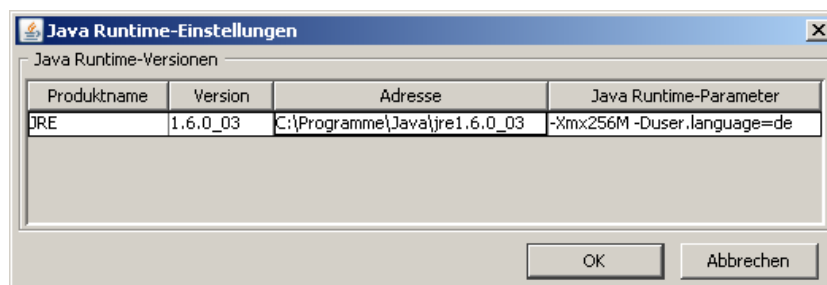 Java Runtime-Einstellungen
Java Runtime-Versionen
Produktname Version Adresse Java Runtime-Parameter
JRE 1.6.0_03 C:\Programme\Java\jre1.6.0_03 -Xmx256M -Duser.language=de
OK Abbrechen